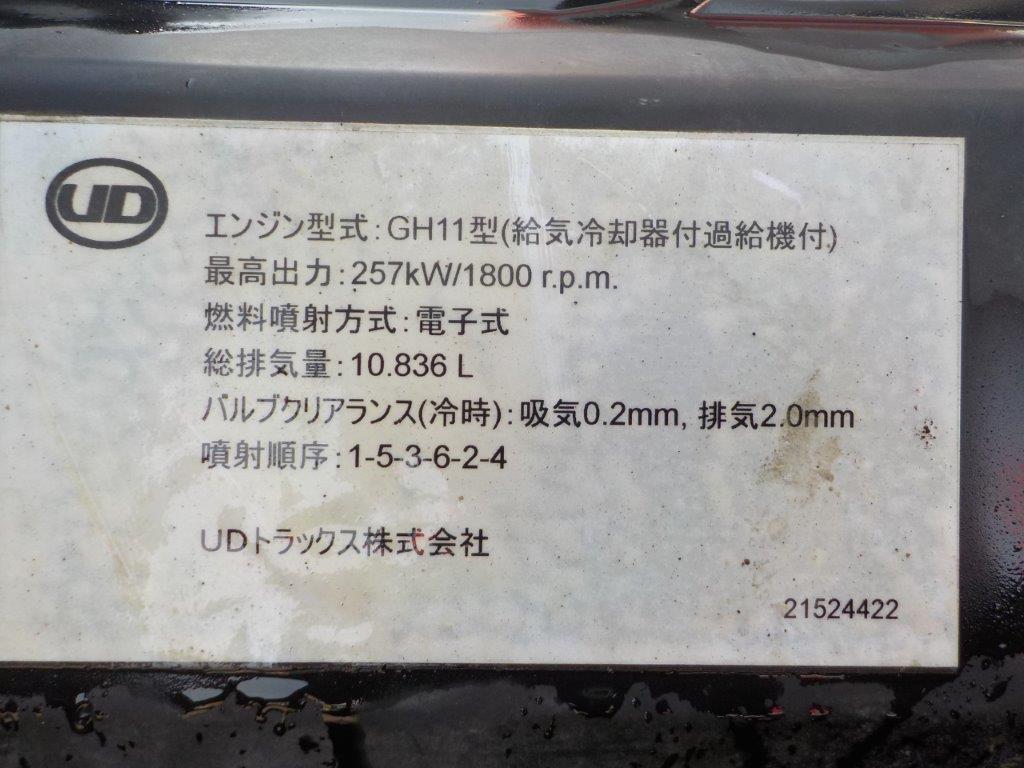 UD
エンジン型式:GH11型(給気冷却器付過給機付)
最高出力:257kW/1800 r.p.m.
燃料噴射方式:電子式
総排気量:10.836 L
バルブクリアランス(冷時):吸気0.2mm, 排気2.0mm
噴射順序:1-5-3-6-2-4
UDトラックス株式会社
21524422